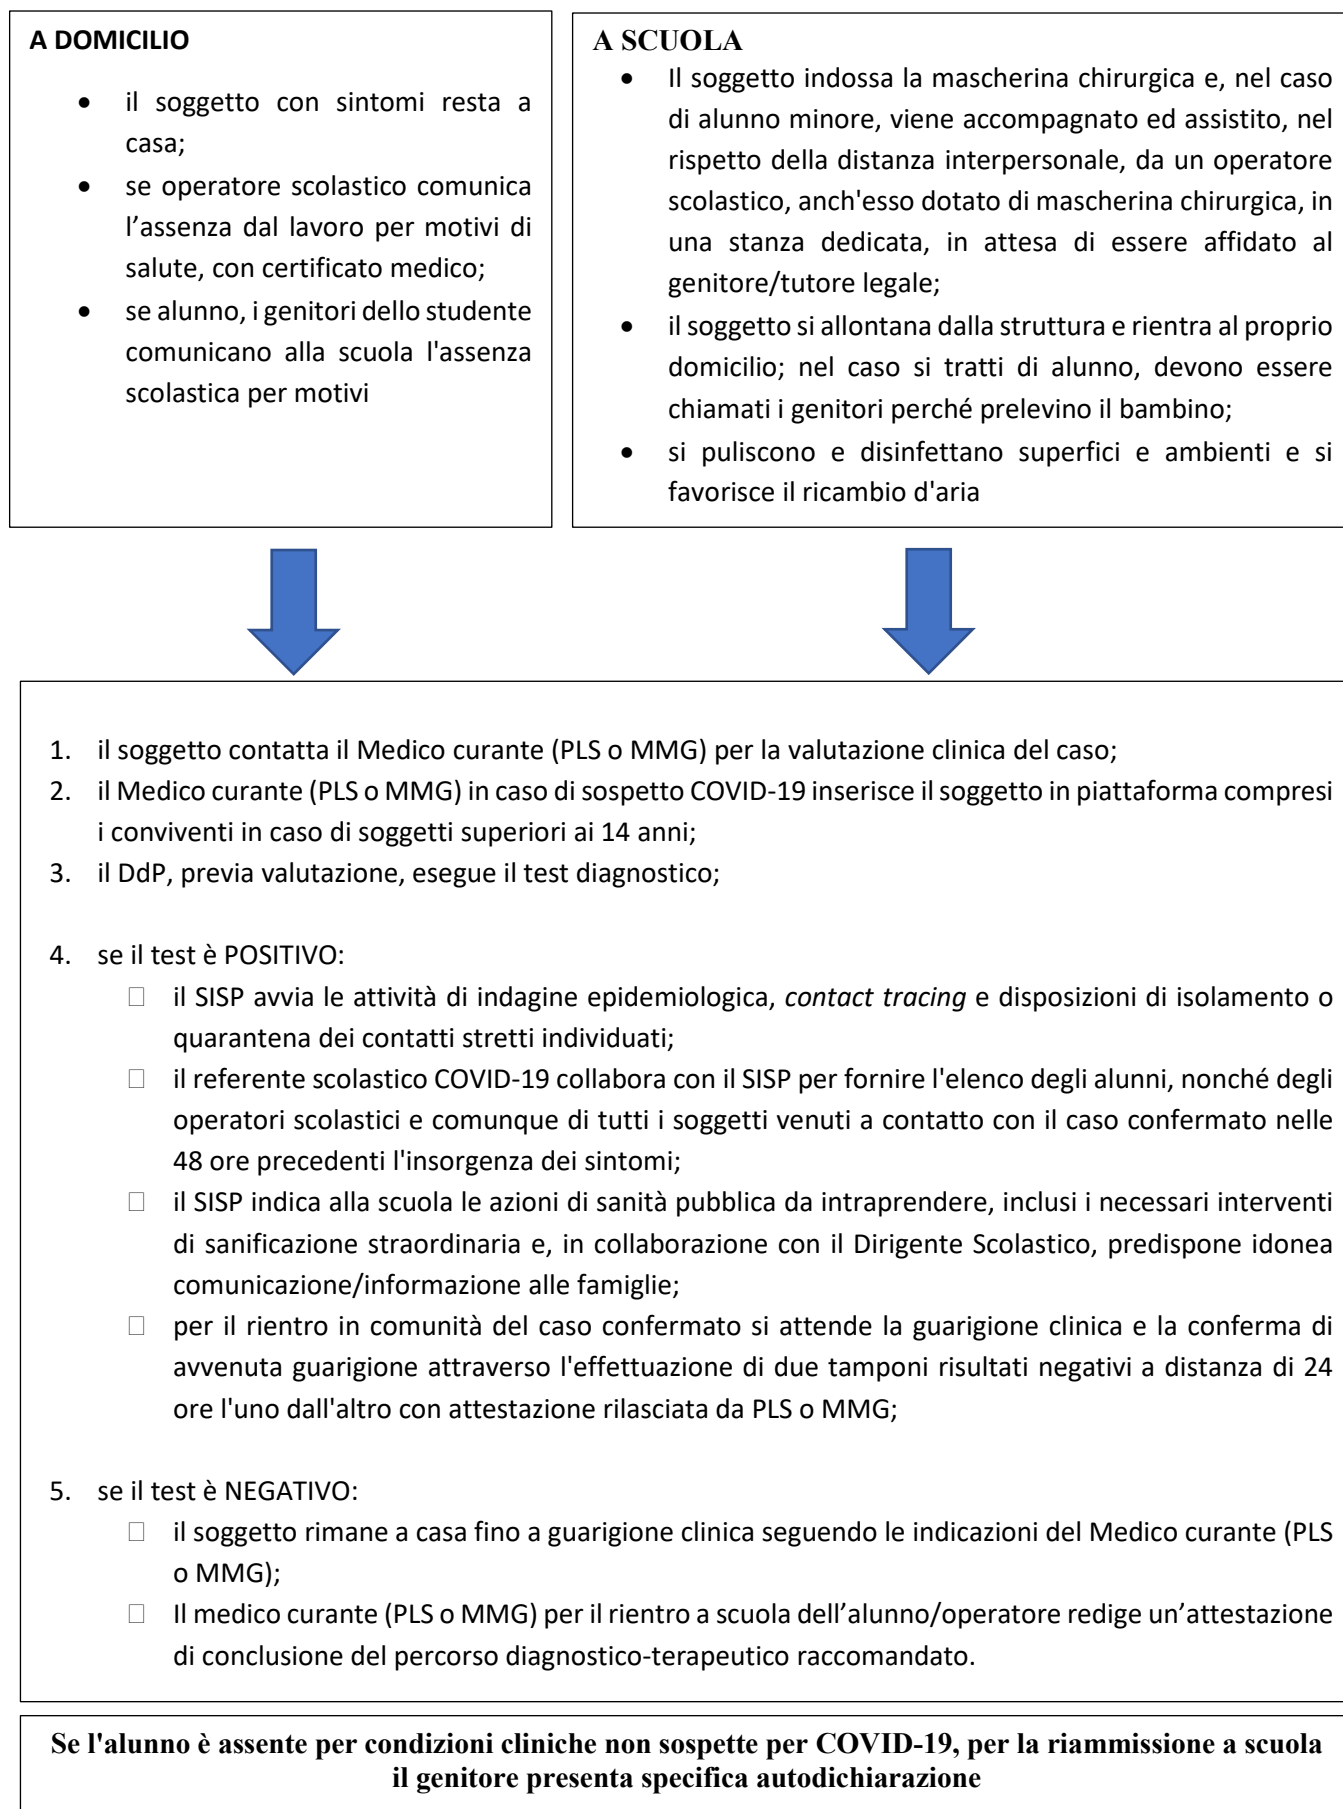 A DOMICILIO
• il soggetto con sintomi resta a
casa;
• se operatore scolastico comunica
l’assenza dal lavoro per motivi di
salute, con certificato medico;
• se alunno, i genitori dello studente
comunicano alla scuola l'assenza
scolastica per motivi
A SCUOLA
• Il soggetto indossa la mascherina chirurgica e, nel caso
di alunno minore, viene accompagnato ed assistito, nel
rispetto della distanza interpersonale, da un operatore
scolastico, anch'esso dotato di mascherina chirurgica, in
una stanza dedicata, in attesa di essere affidato al
genitore/tutore legale;
• il soggetto si allontana dalla struttura e rientra al proprio
domicilio; nel caso si tratti di alunno, devono essere
chiamati i genitori perché prelevino il bambino;
• si puliscono e disinfettano superfici e ambienti e si
favorisce il ricambio d'aria
1. il soggetto contatta il Medico curante (PLS o MMG) per la valutazione clinica del caso;
2. il Medico curante (PLS o MMG) in caso di sospetto COVID-19 inserisce il soggetto in piattaforma compresi
i conviventi in caso di soggetti superiori ai 14 anni;
3. il DdP, previa valutazione, esegue il test diagnostico;
4. se il test è POSITIVO:
□ il SISP avvia le attività di indagine epidemiologica, contact tracing e disposizioni di isolamento o
quarantena dei contatti stretti individuati;
□ il referente scolastico COVID-19 collabora con il SISP per fornire l'elenco degli alunni, nonché degli
operatori scolastici e comunque di tutti i soggetti venuti a contatto con il caso confermato nelle
48 ore precedenti l'insorgenza dei sintomi;
□ il SISP indica alla scuola le azioni di sanità pubblica da intraprendere, inclusi i necessari interventi
di sanificazione straordinaria e, in collaborazione con il Dirigente Scolastico, predispone idonea
comunicazione/informazione alle famiglie;
□ per il rientro in comunità del caso confermato si attende la guarigione clinica e la conferma di
avvenuta guarigione attraverso l'effettuazione di due tamponi risultati negativi a distanza di 24
ore l'uno dall'altro con attestazione rilasciata da PLS o MMG;
5. se il test è NEGATIVO:
□ il soggetto rimane a casa fino a guarigione clinica seguendo le indicazioni del Medico curante (PLS
o MMG);
□ Il medico curante (PLS o MMG) per il rientro a scuola dell’alunno/operatore redige un’attestazione
di conclusione del percorso diagnostico-terapeutico raccomandato.
Se l'alunno è assente per condizioni cliniche non sospette per COVID-19, per la riammissione a scuola
il genitore presenta specifica autodichiarazione